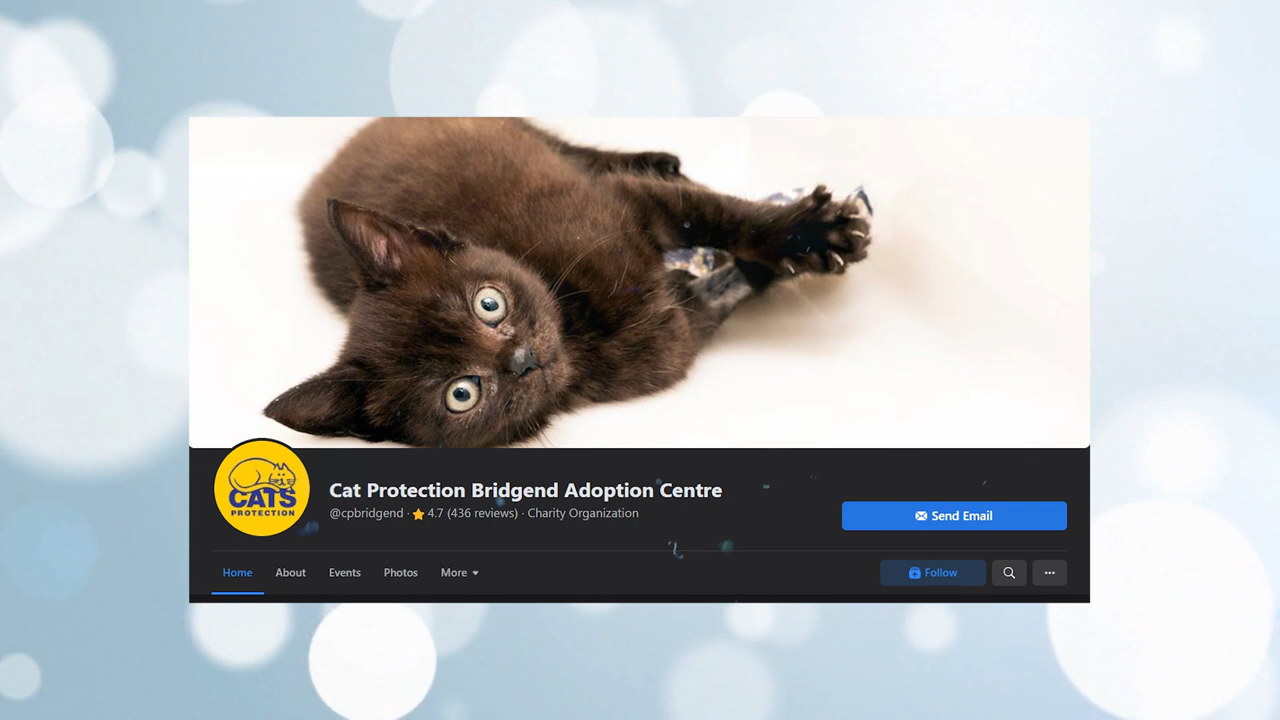 CATS
PROTECTION
Cat Protection Bridgend Adoption Centre
@cpbridgend · ⭐ 4.7 (436 reviews) · Charity Organization
Send Email
Home About Events Photos More
Follow